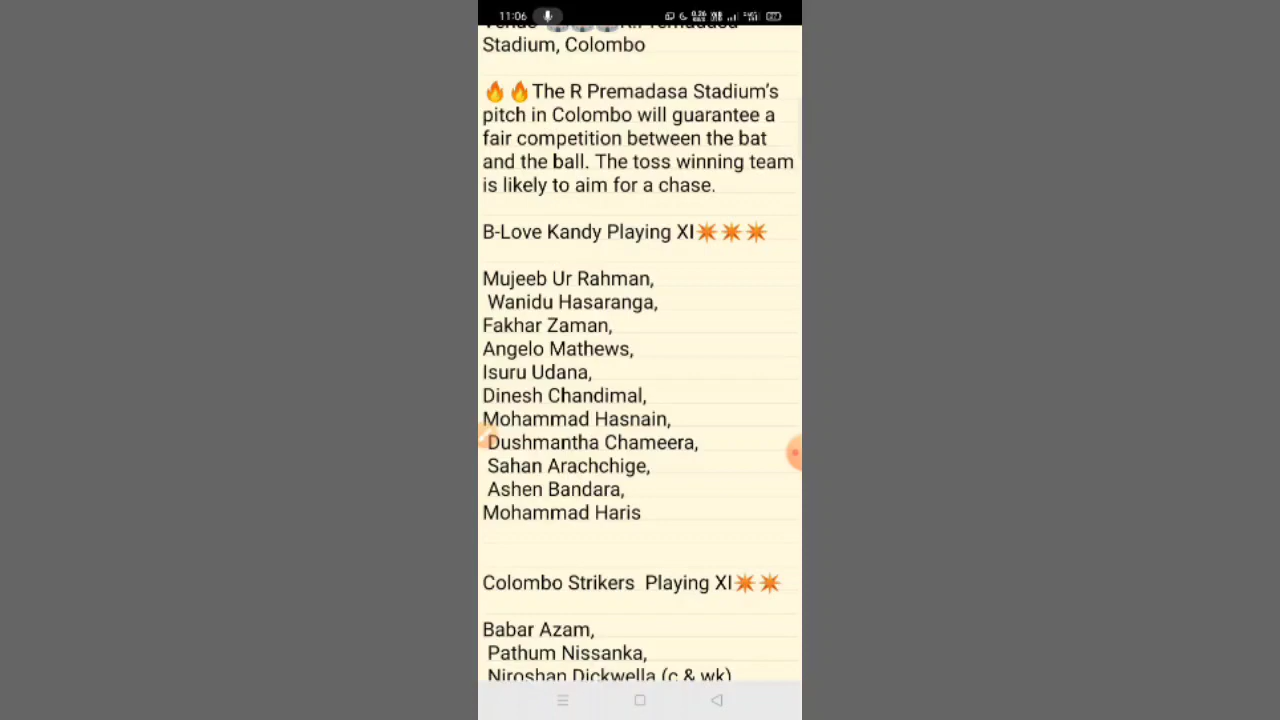 11:06
Stadium, Colombo
🔥🔥The R Premadasa Stadium's
pitch in Colombo will guarantee a
fair competition between the bat
and the ball. The toss winning team
is likely to aim for a chase.
B-Love Kandy Playing XI💥💥💥
Mujeeb Ur Rahman,
Wanidu Hasaranga,
Fakhar Zaman,
Angelo Mathews,
Isuru Udana,
Dinesh Chandimal,
Mohammad Hasnain,
Dushmantha Chameera,
Sahan Arachchige,
Ashen Bandara,
Mohammad Haris
Colombo Strikers  Playing XI💥💥
Babar Azam,
Pathum Nissanka,
Niroshan Dickwella (c & wk)